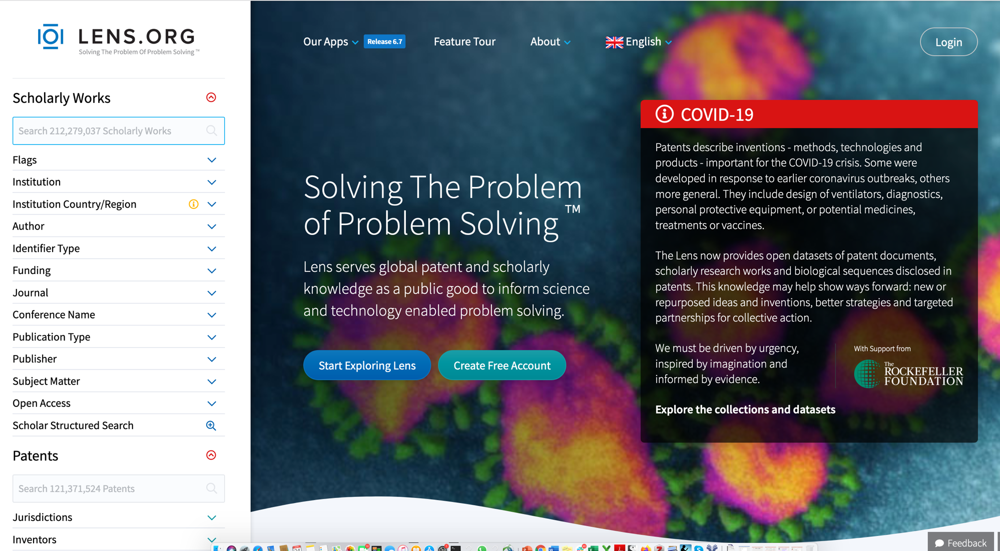 LENS.ORG
Solving The Problem Of Problem Solving ™
Our Apps
Release 6.7
Feature Tour
About
English
Login
Scholarly Works
Search 212,279,037 Scholarly Works
Flags
Institution
Institution Country/Region
Author
Identifier Type
Funding
Journal
Conference Name
Publication Type
Publisher
Subject Matter
Open Access
Scholar Structured Search
Patents
Search 121,371,524 Patents
Jurisdictions
Inventors
Solving The Problem
of Problem Solving ™
Lens serves global patent and scholarly
knowledge as a public good to inform science
and technology enabled problem solving.
Start Exploring Lens
Create Free Account
COVID-19
Patents describe inventions - methods, technologies and
products - important for the COVID-19 crisis. Some were
developed in response to earlier coronavirus outbreaks, others
more general. They include design of ventilators, diagnostics,
personal protective equipment, or potential medicines,
treatments or vaccines.
The Lens now provides open datasets of patent documents,
scholarly research works and biological sequences disclosed in
patents. This knowledge may help show ways forward: new or
repurposed ideas and inventions, better strategies and targeted
partnerships for collective action.
We must be driven by urgency,
inspired by imagination and
informed by evidence.
With Support from
The
ROCKEFELLER
FOUNDATION
Explore the collections and datasets
Feedback